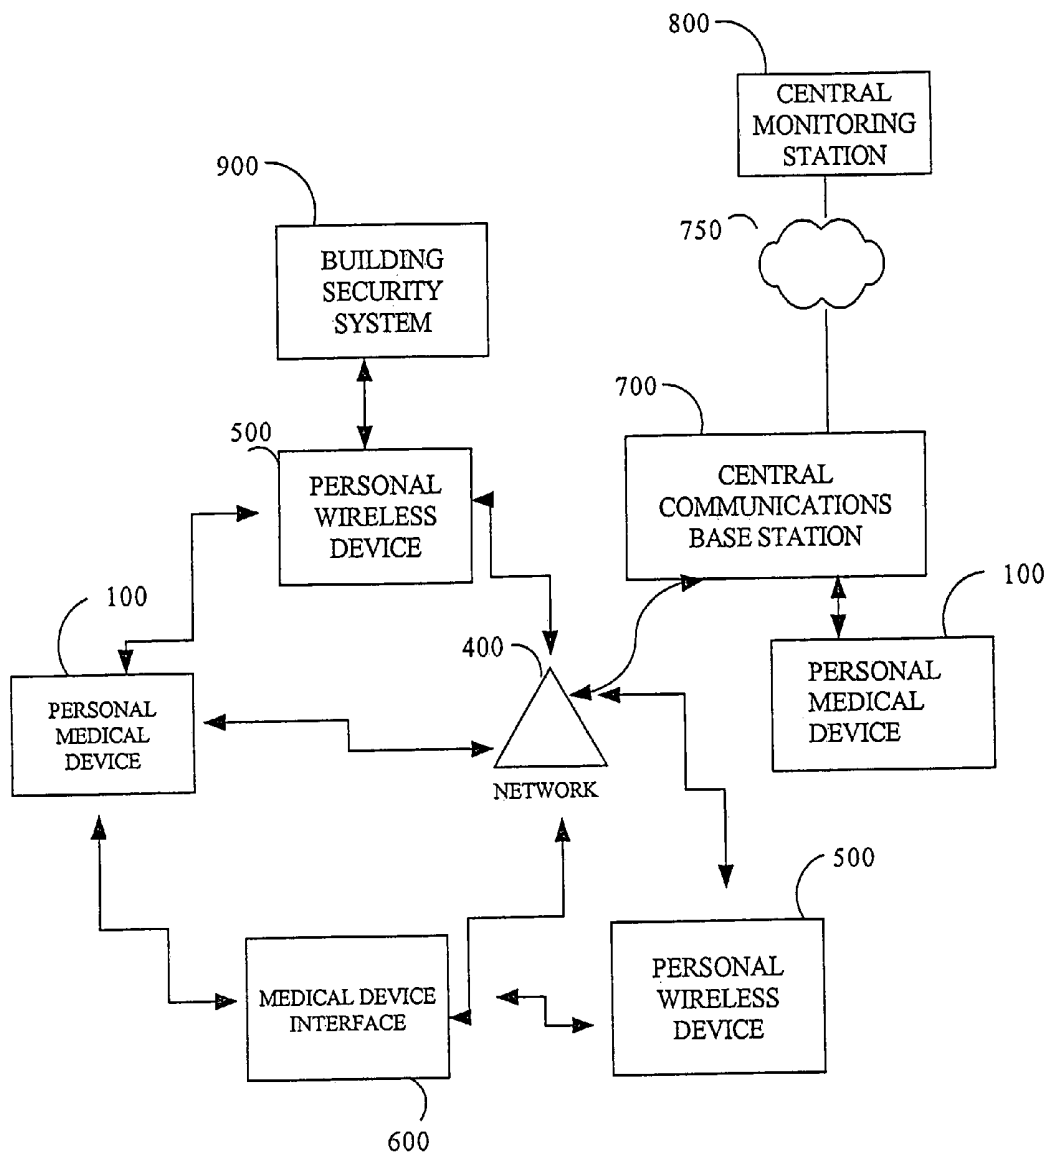 800
CENTRAL
MONITORING
STATION
900
750
BUILDING
SECURITY
SYSTEM
700
500
PERSONAL
WIRELESS
DEVICE
CENTRAL
COMMUNICATIONS
BASE STATION
100
100
400
PERSONAL
MEDICAL
DEVICE
PERSONAL
MEDICAL
DEVICE
NETWORK
500
PERSONAL
WIRELESS
DEVICE
MEDICAL DEVICE
INTERFACE
600